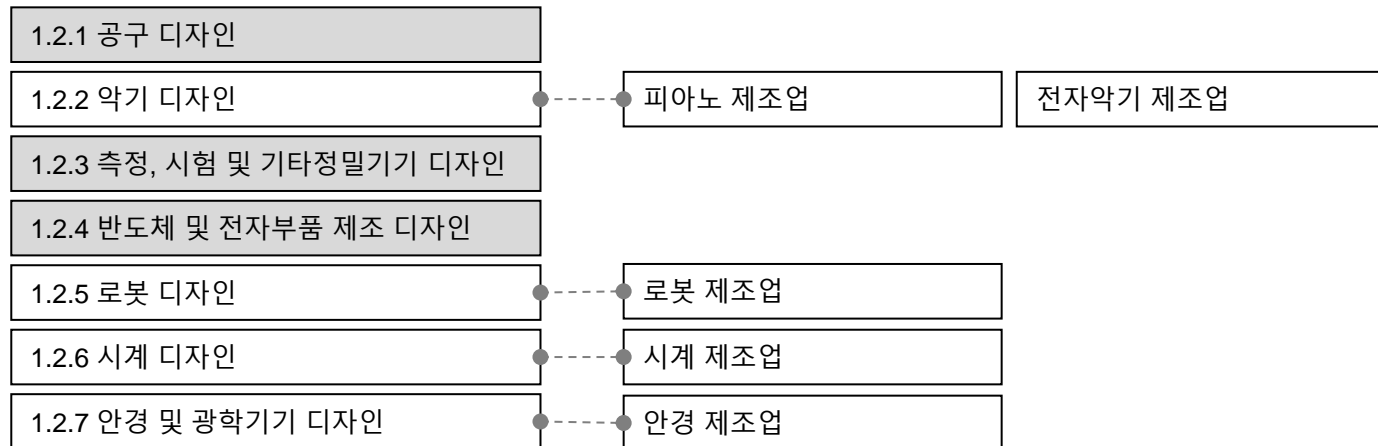 1.2.1 공구 디자인
1.2.2 악기 디자인 피아노 제조업 전자악기 제조업
1.2.3 측정, 시험 및 기타정밀기기 디자인
1.2.4 반도체 및 전자부품 제조 디자인
1.2.5 로봇 디자인 로봇 제조업
1.2.6 시계 디자인 시계 제조업
1.2.7 안경 및 광학기기 디자인 안경 제조업